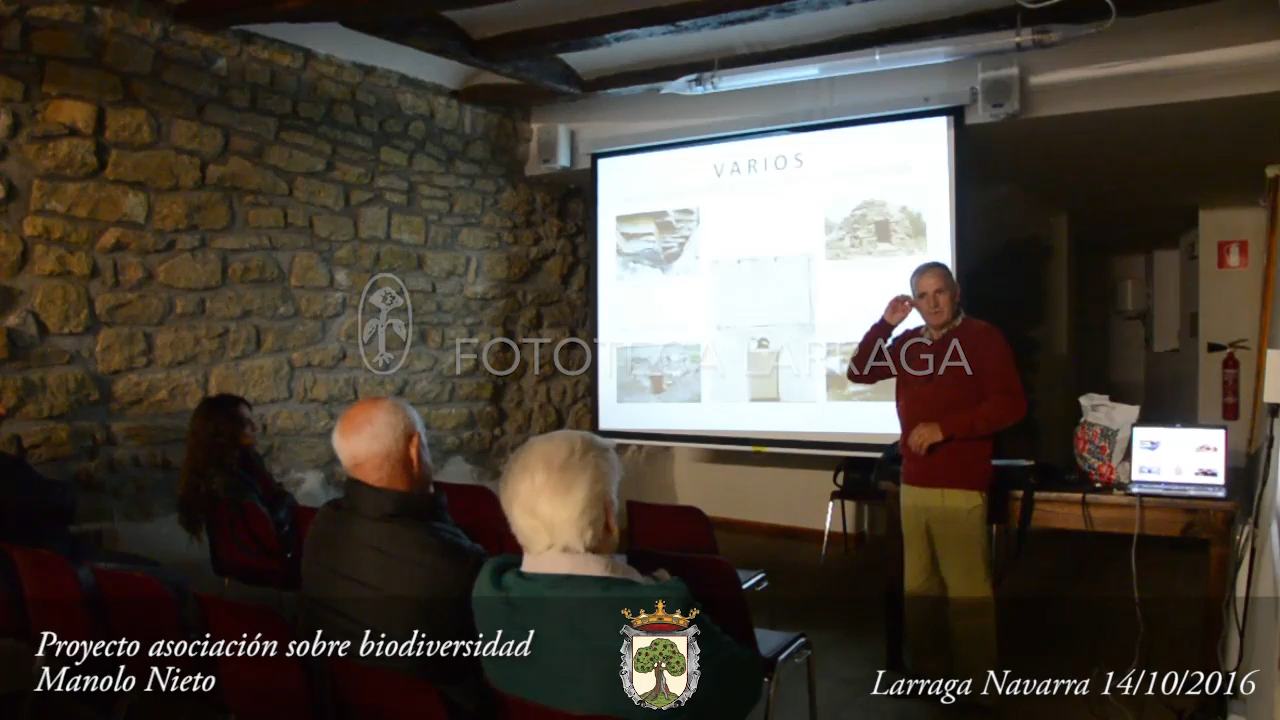 VARIOS
FOTOTECA LARRAGA
Proyecto asociación sobre biodiversidad
Manolo Nieto
Larraga Navarra 14/10/2016